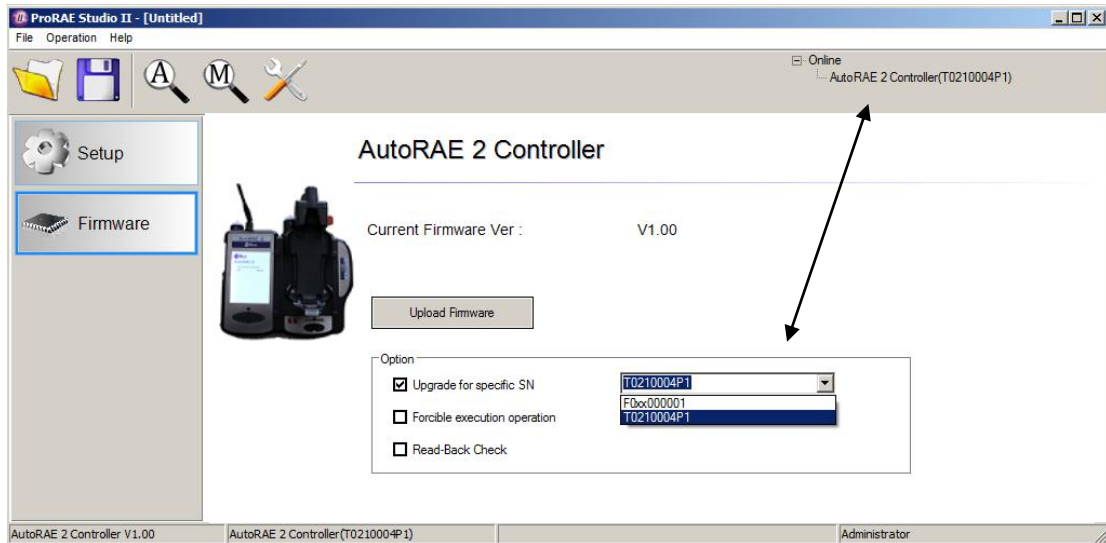 ProRAE Studio II - [Untitled]
File Operation Help
A
M
Online
AutoRAE 2 Controller(T0210004P1)
Setup
Firmware
AutoRAE 2 Controller
Current Firmware Ver :
V1.00
Upload Firmware
Option
Upgrade for specific SN
T0210004P1
F0xx000001
T0210004P1
Forcible execution operation
Read-Back Check
AutoRAE 2 Controller V1.00
AutoRAE 2 Controller(T0210004P1)
Administrator